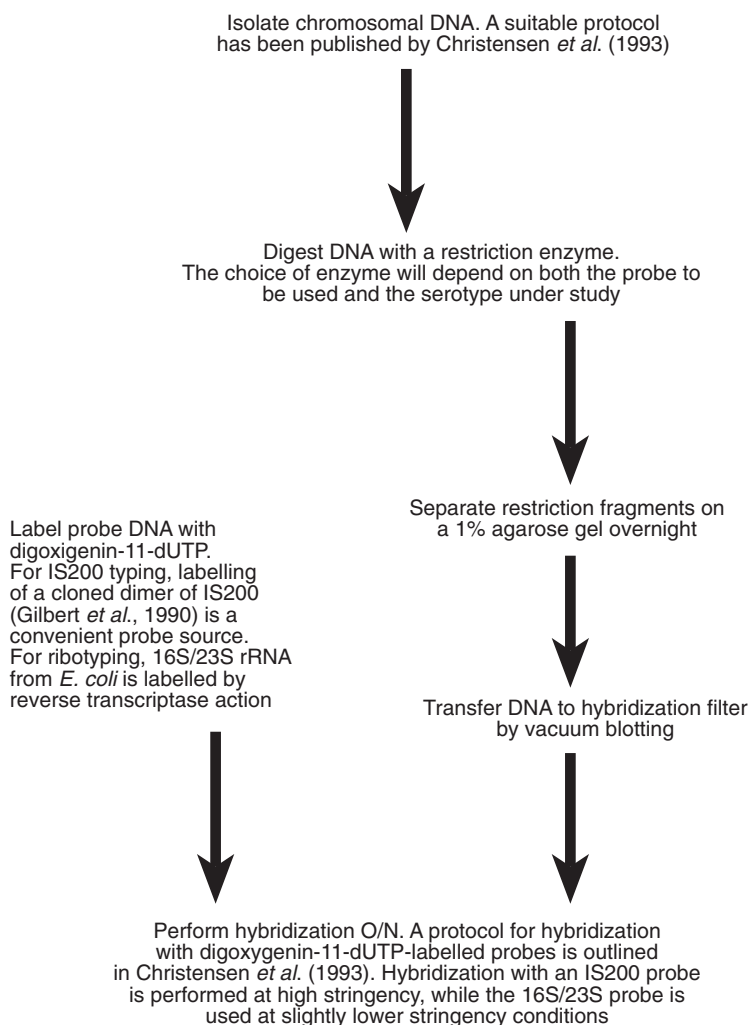 Isolate chromosomal DNA. A suitable protocol
has been published by Christensen et al. (1993)
Digest DNA with a restriction enzyme.
The choice of enzyme will depend on both the probe to
be used and the serotype under study
Separate restriction fragments on
a 1% agarose gel overnight
Label probe DNA with
digoxigenin-11-dUTP.
For IS200 typing, labelling
of a cloned dimer of IS200
(Gilbert et al., 1990) is a
convenient probe source.
For ribotyping, 16S/23S rRNA
from E. coli is labelled by
reverse transcriptase action
Transfer DNA to hybridization filter
by vacuum blotting
Perform hybridization O/N. A protocol for hybridization
with digoxygenin-11-dUTP-labelled probes is outlined
in Christensen et al. (1993). Hybridization with an IS200 probe
is performed at high stringency, while the 16S/23S probe is
used at slightly lower stringency conditions